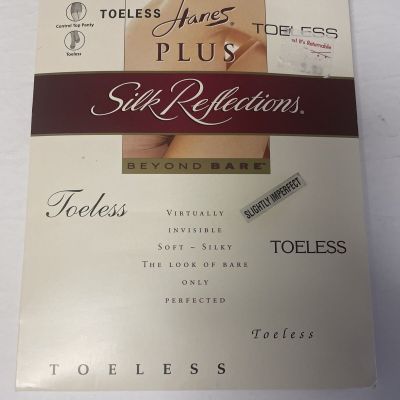 TOELESS
Hanes®
TOELESS
Control Top Panty
Toeless
PLUS
Silk Reflections®
BEYOND BARE™
SLIGHTLY IMPERFECT
Toeless
VIRTUALLY
INVISIBLE
SOFT – SILKY
THE LOOK OF BARE
ONLY
PERFECTED
TOELESS
Toeless
TOELESS